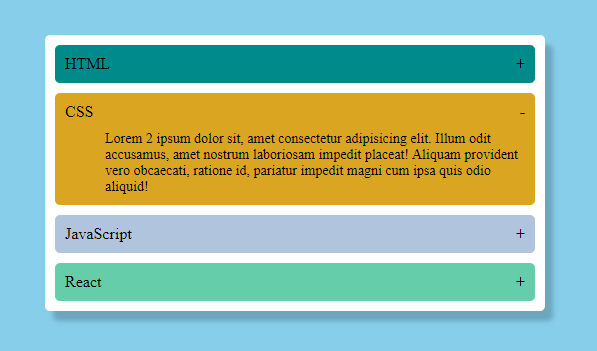 HTML +
CSS -
Lorem 2 ipsum dolor sit, amet consectetur adipisicing elit. Illum odit
accusamus, amet nostrum laboriosam impedit placeat! Aliquam provident
vero obcaecati, ratione id, pariatur impedit magni cum ipsa quis odio
aliquid!
JavaScript +
React +